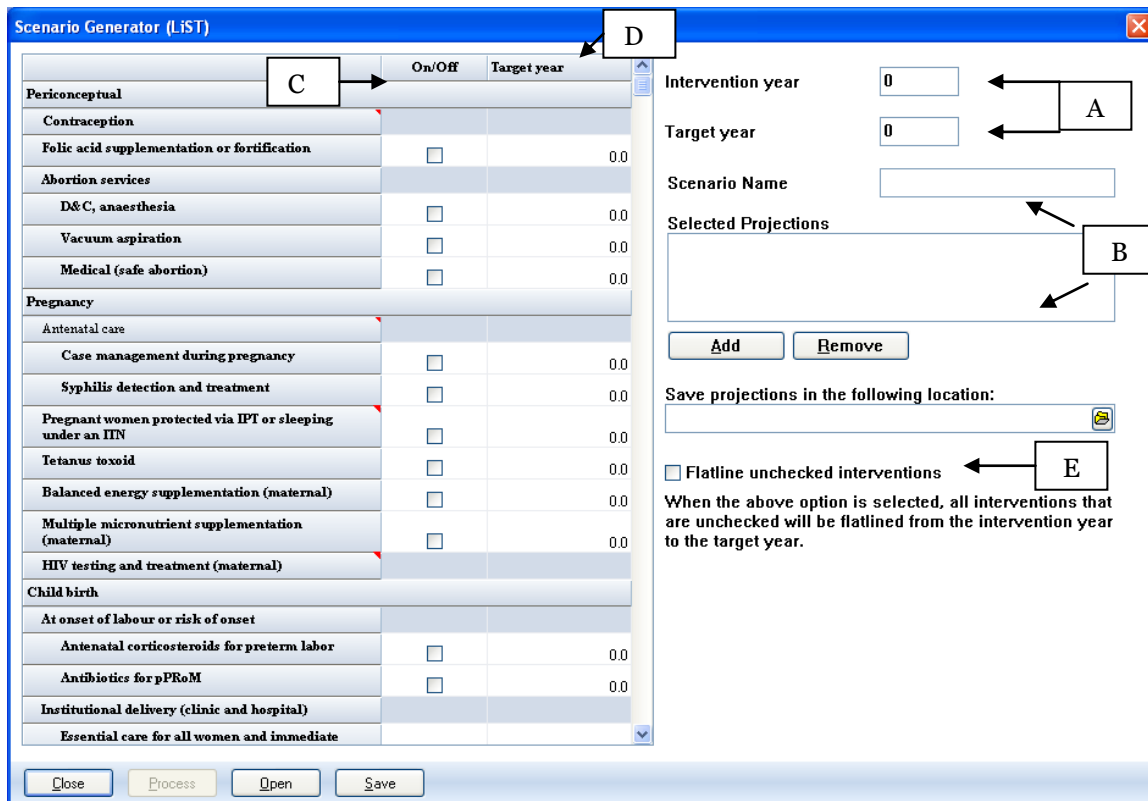 Scenario Generator (LiST)
D
On/Off Target year
C
Periconceptual
Contraception
Folic acid supplementation or fortification 0.0
Abortion services
D&C, anaesthesia 0.0
Vacuum aspiration 0.0
Medical (safe abortion) 0.0
Pregnancy
Antenatal care
Case management during pregnancy 0.0
Syphilis detection and treatment 0.0
Pregnant women protected via IPT or sleeping
under an ITN 0.0
Tetanus toxoid 0.0
Balanced energy supplementation (maternal) 0.0
Multiple micronutrient supplementation
(maternal) 0.0
HIV testing and treatment (maternal)
Child birth
At onset of labour or risk of onset
Antenatal corticosteroids for preterm labor 0.0
Antibiotics for pPRoM 0.0
Institutional delivery (clinic and hospital)
Essential care for all women and immediate
Intervention year 0
A
Target year 0
Scenario Name
Selected Projections
B
Add Remove
Save projections in the following location:
Flatline unchecked interventions
E
When the above option is selected, all interventions that
are unchecked will be flatlined from the intervention year
to the target year.
Close Process Open Save